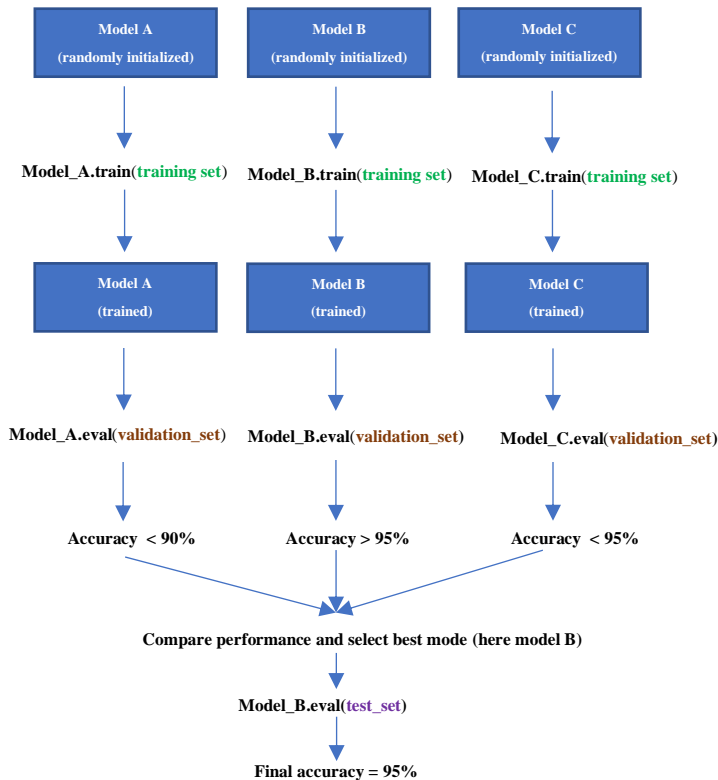 Model A
(randomly initialized)
Model B
(randomly initialized)
Model C
(randomly initialized)
Model_A.train(training set)
Model_B.train(training set)
Model_C.train(training set)
Model A
(trained)
Model B
(trained)
Model C
(trained)
Model_A.eval(validation_set)
Model_B.eval(validation_set)
Model_C.eval(validation_set)
Accuracy < 90%
Accuracy > 95%
Accuracy < 95%
Compare performance and select best mode (here model B)
Model_B.eval(test_set)
Final accuracy = 95%